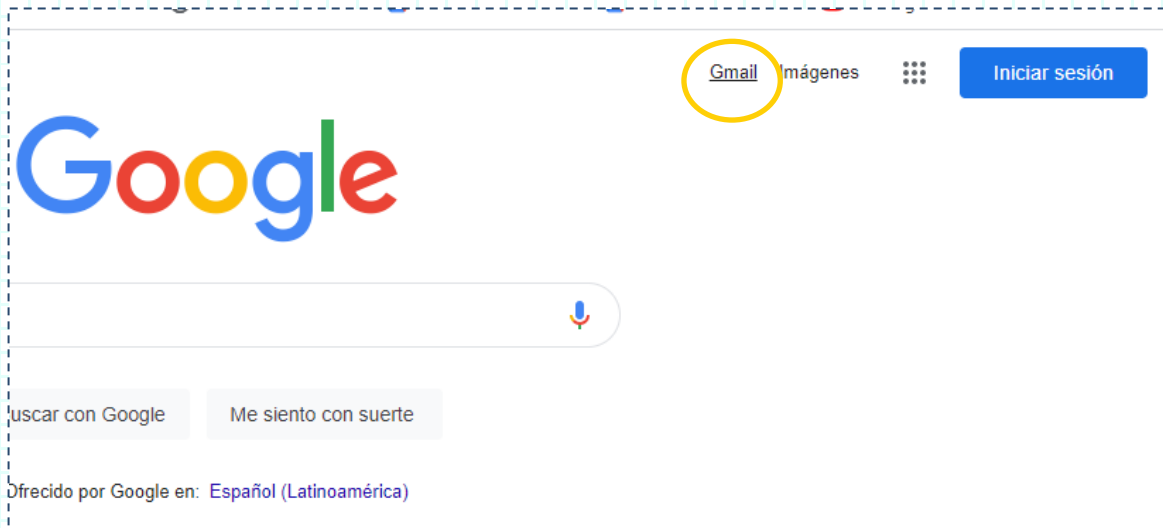 Gmail Imágenes Iniciar sesión
Google
uscar con Google Me siento con suerte
Ofrecido por Google en: Español (Latinoamérica)